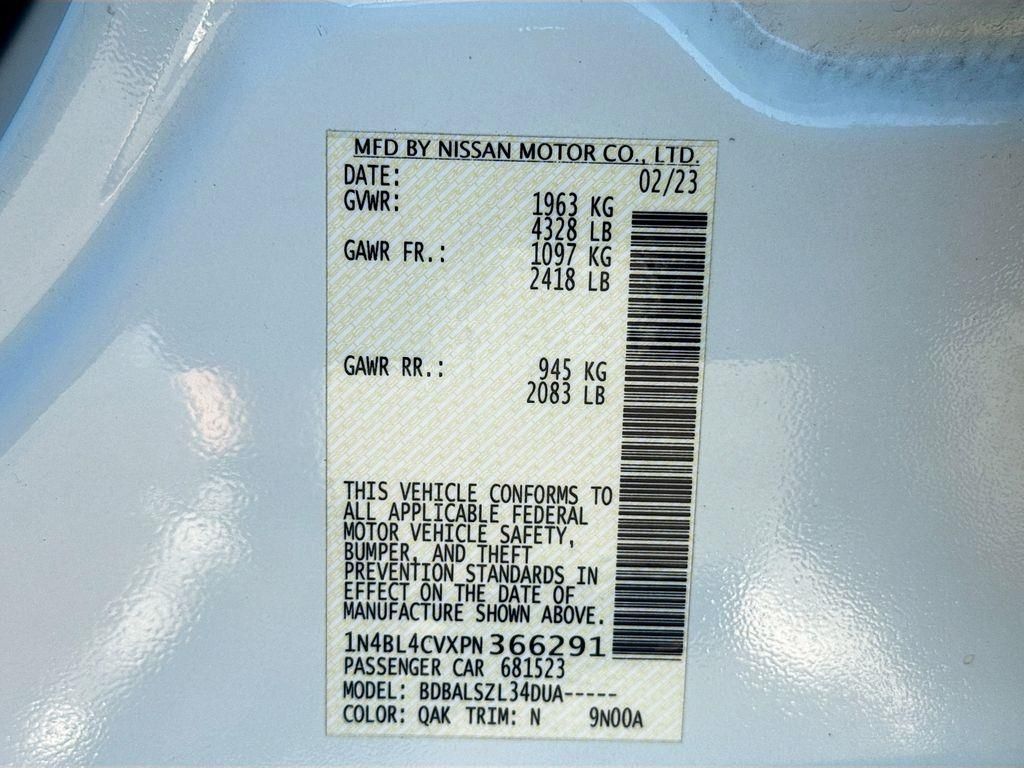 MFD BY NISSAN MOTOR CO., LTD.
DATE: 02/23
GVWR: 1963 KG
4328 LB
GAWR FR.: 1097 KG
2418 LB
GAWR RR.: 945 KG
2083 LB
THIS VEHICLE CONFORMS TO
ALL APPLICABLE FEDERAL
MOTOR VEHICLE SAFETY,
BUMPER, AND THEFT
PREVENTION STANDARDS IN
EFFECT ON THE DATE OF
MANUFACTURE SHOWN ABOVE.
1N4BL4CVXPN366291
PASSENGER CAR 681523
MODEL: BDBALSZL34DUA-----
COLOR: QAK TRIM: N 9N00A